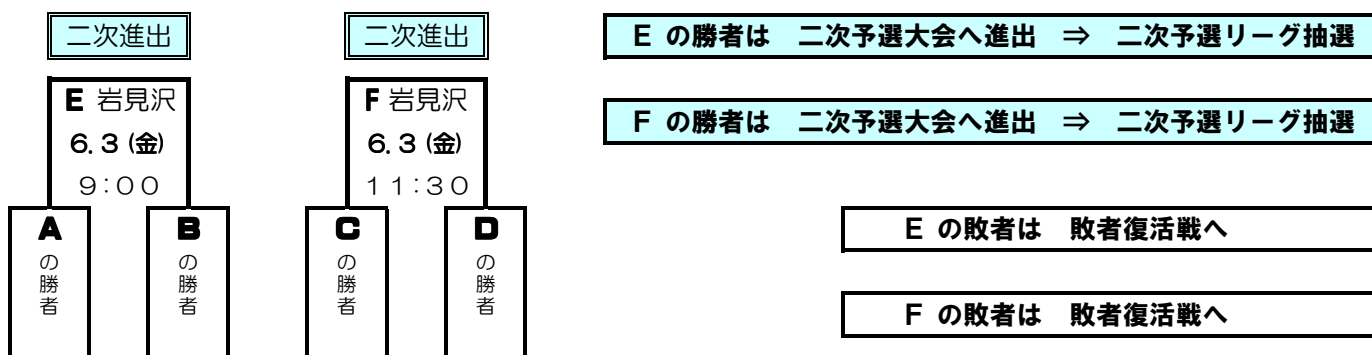 二次進出
二次進出
E の勝者は 二次予選大会へ進出 ⇒ 二次予選リーグ抽選
E 岩見沢
6.3 (金)
9:00
F 岩見沢
6.3 (金)
11:30
F の勝者は 二次予選大会へ進出 ⇒ 二次予選リーグ抽選
Aの勝者
Bの勝者
Cの勝者
Dの勝者
E の敗者は 敗者復活戦へ
F の敗者は 敗者復活戦へ